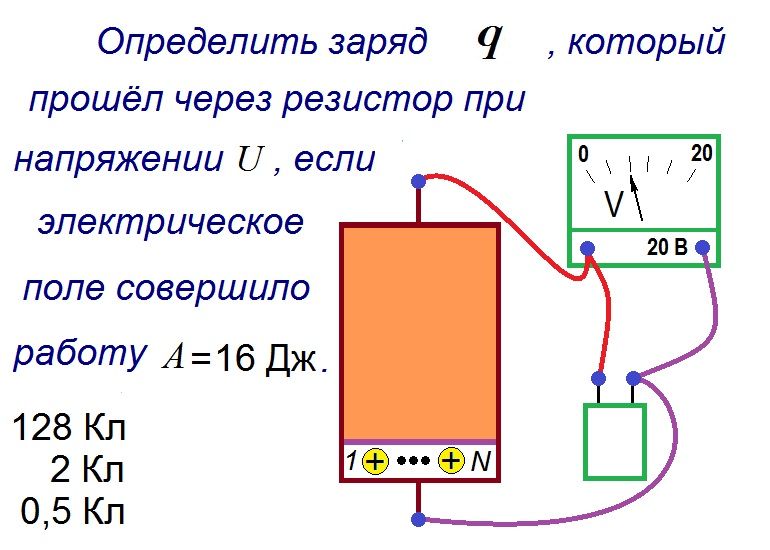 Определить заряд q , который
прошёл через резистор при
напряжении U , если
электрическое
поле совершило
работу A = 16 Дж .
128 Кл
2 Кл
0,5 Кл
0 20
V
20 В
1 + ••• + N